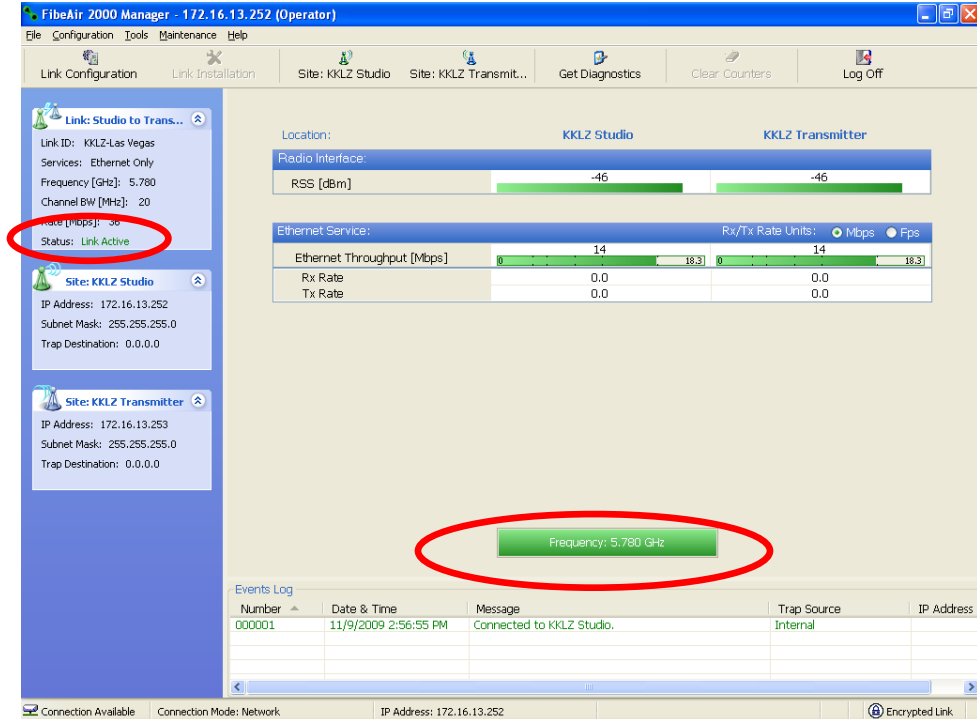 FibeAir 2000 Manager - 172.16.13.252 (Operator)
File Configuration Tools Maintenance Help
Link Configuration Link Installation Site: KKLZ Studio Site: KKLZ Transmit... Get Diagnostics Clear Counters Log Off
Link: Studio to Trans...
Link ID: KKLZ-Las Vegas
Services: Ethernet Only
Frequency [GHz]: 5.780
Channel BW [MHz]: 20
Rate [Mbps]: 36
Status: Link Active
Site: KKLZ Studio
IP Address: 172.16.13.252
Subnet Mask: 255.255.255.0
Trap Destination: 0.0.0.0
Site: KKLZ Transmitter
IP Address: 172.16.13.253
Subnet Mask: 255.255.255.0
Trap Destination: 0.0.0.0
Location: KKLZ Studio KKLZ Transmitter
Radio Interface:
RSS [dBm] -46 -46
Ethernet Service: Rx/Tx Rate Units: Mbps Fps
Ethernet Throughput [Mbps] 0 14 18.3 0 14 18.3
Rx Rate 0.0 0.0
Tx Rate 0.0 0.0
Frequency: 5.780 GHz
Events Log
Number Date & Time Message Trap Source IP Address
000001 11/9/2009 2:56:55 PM Connected to KKLZ Studio. Internal
Connection Available Connection Mode: Network IP Address: 172.16.13.252 Encrypted Link